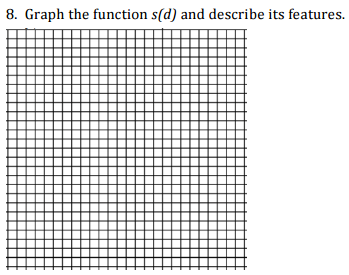 8. Graph the function s(d) and describe its features.